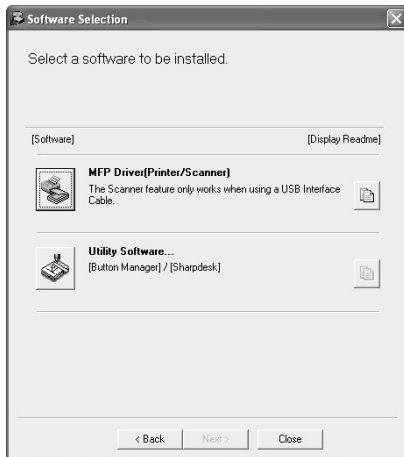 Software Selection
Select a software to be installed.
[Software] [Display Readme]
MFP Driver(Printer/Scanner)
The Scanner feature only works when using a USB Interface
Cable.
Utility Software...
[Button Manager] / [Sharpdesk]
< Back Next > Close